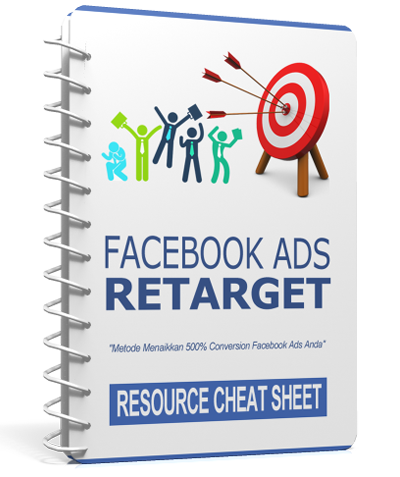 FACEBOOK ADS
RETARGET
"Metode Menaikkan 500% Conversion Facebook Ads Anda"
RESOURCE CHEAT SHEET